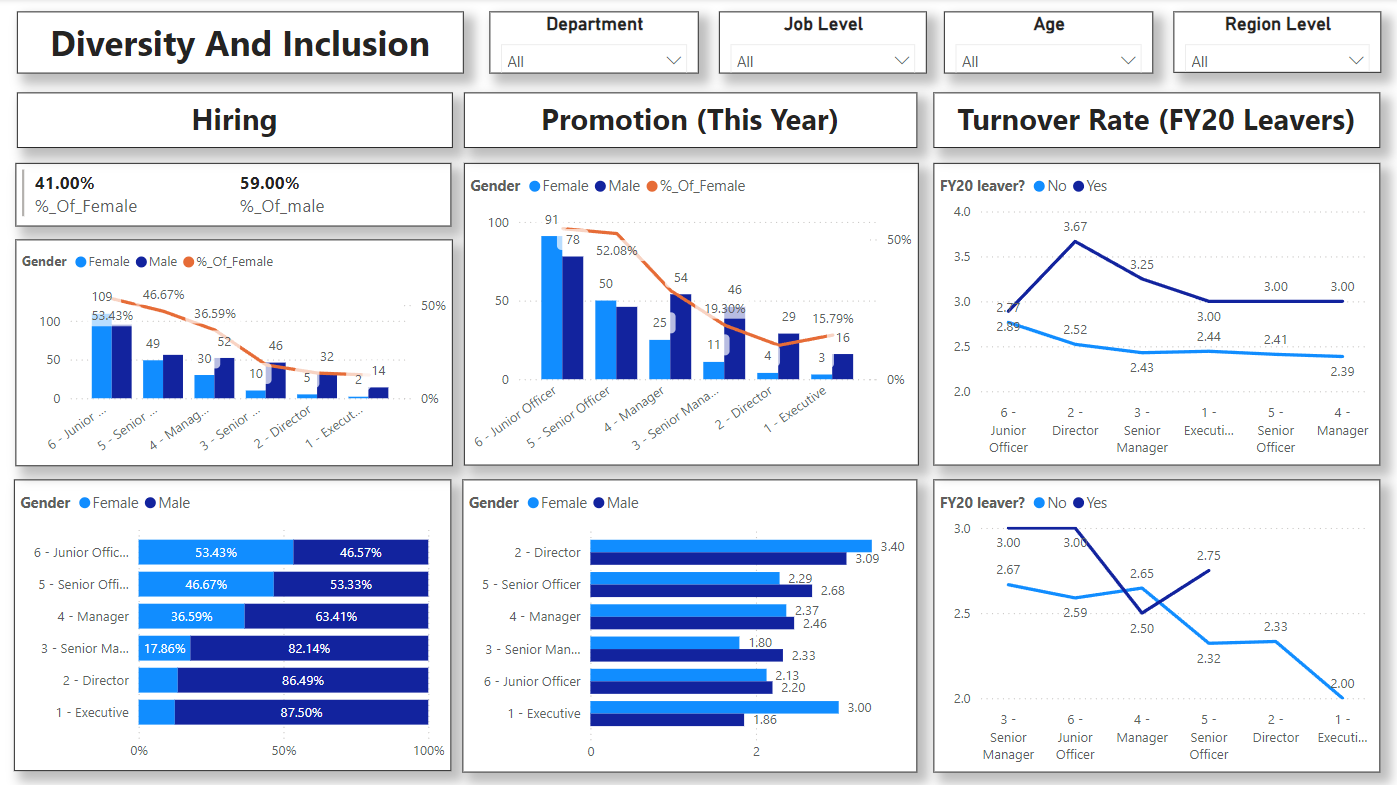 Diversity And Inclusion
Department
All
Job Level
All
Age
All
Region Level
All
Hiring
41.00%
%_Of_Female
59.00%
%_Of_male
Gender Female Male %_Of_Female
100
50
0
50%
0%
109
53.43%
46.67%
49
36.59%
30
52
10
46
5
32
2
14
6 - Junior ...
5 - Senior ...
4 - Manag...
3 - Senior ...
2 - Director
1 - Execut...
Gender Female Male
6 - Junior Offic... 53.43% 46.57%
5 - Senior Offi... 46.67% 53.33%
4 - Manager 36.59% 63.41%
3 - Senior Ma... 17.86% 82.14%
2 - Director 86.49%
1 - Executive 87.50%
0% 50% 100%
Promotion (This Year)
Gender Female Male %_Of_Female
100
50
0
50%
0%
91
78
52.08%
50
25
54
19.30%
11
46
4
29
15.79%
3
16
6 - Junior Officer
5 - Senior Officer
4 - Manager
3 - Senior Mana...
2 - Director
1 - Executive
Gender Female Male
2 - Director 3.40
3.09
5 - Senior Officer 2.29
2.68
4 - Manager 2.37
2.46
3 - Senior Man... 1.80
2.33
6 - Junior Officer 2.13
2.20
1 - Executive 3.00
1.86
0 2
Turnover Rate (FY20 Leavers)
FY20 leaver? No Yes
4.0
3.5
3.0
2.5
2.0
2.77
2.89
3.67
2.52
3.25
2.43
3.00
2.44
3.00
2.41
3.00
2.39
6 -
Junior
Officer
2 -
Director
3 -
Senior
Manager
1 -
Executi...
5 -
Senior
Officer
4 -
Manager
FY20 leaver? No Yes
3.0
2.5
2.0
3.00
2.67
3.00
2.59
2.65
2.50
2.75
2.32
2.33
2.00
3 -
Senior
Manager
6 -
Junior
Officer
4 -
Manager
5 -
Senior
Officer
2 -
Director
1 -
Executi...